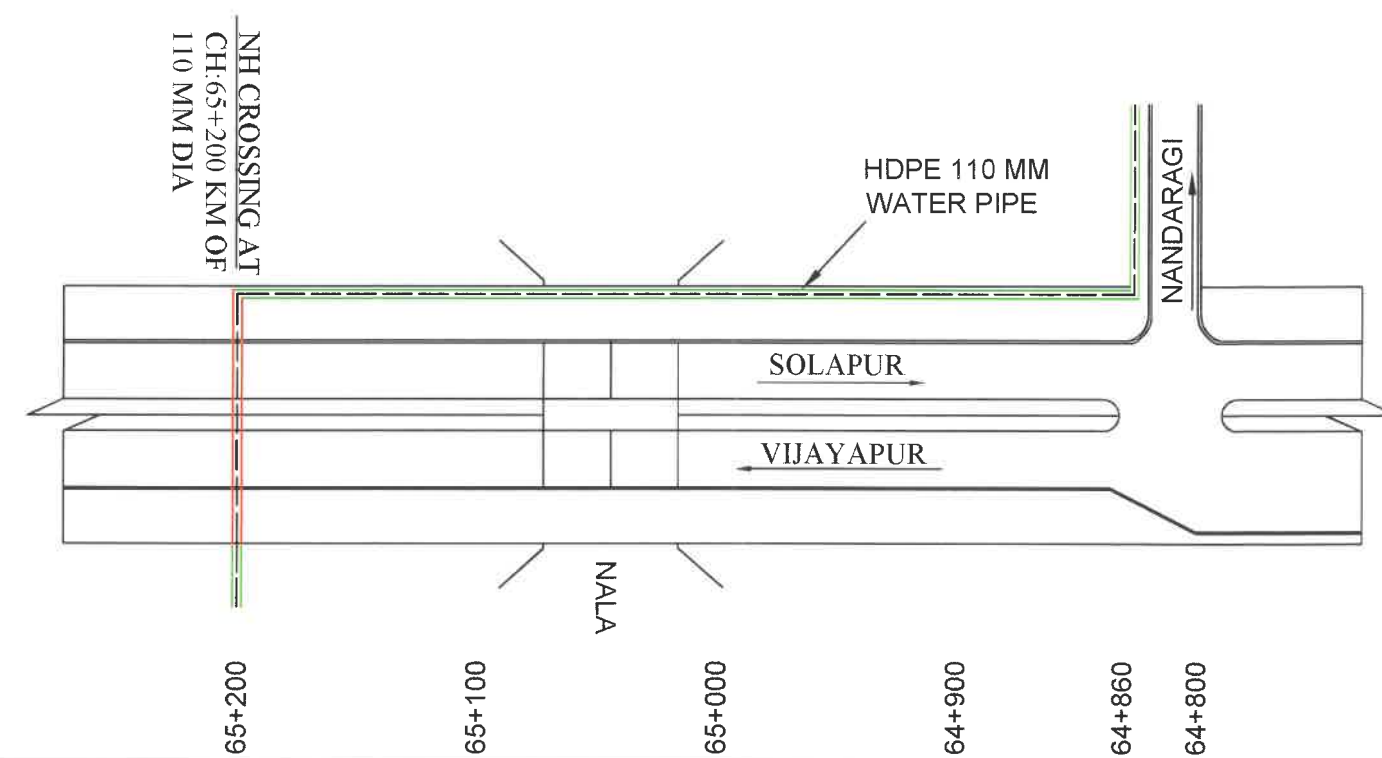 NH CROSSING AT
CH:65+200 KM OF
110 MM DIA
HDPE 110 MM
WATER PIPE
NANDARAGI
SOLAPUR
VIJAYAPUR
NALA
65+200
65+100
65+000
64+900
64+860
64+800